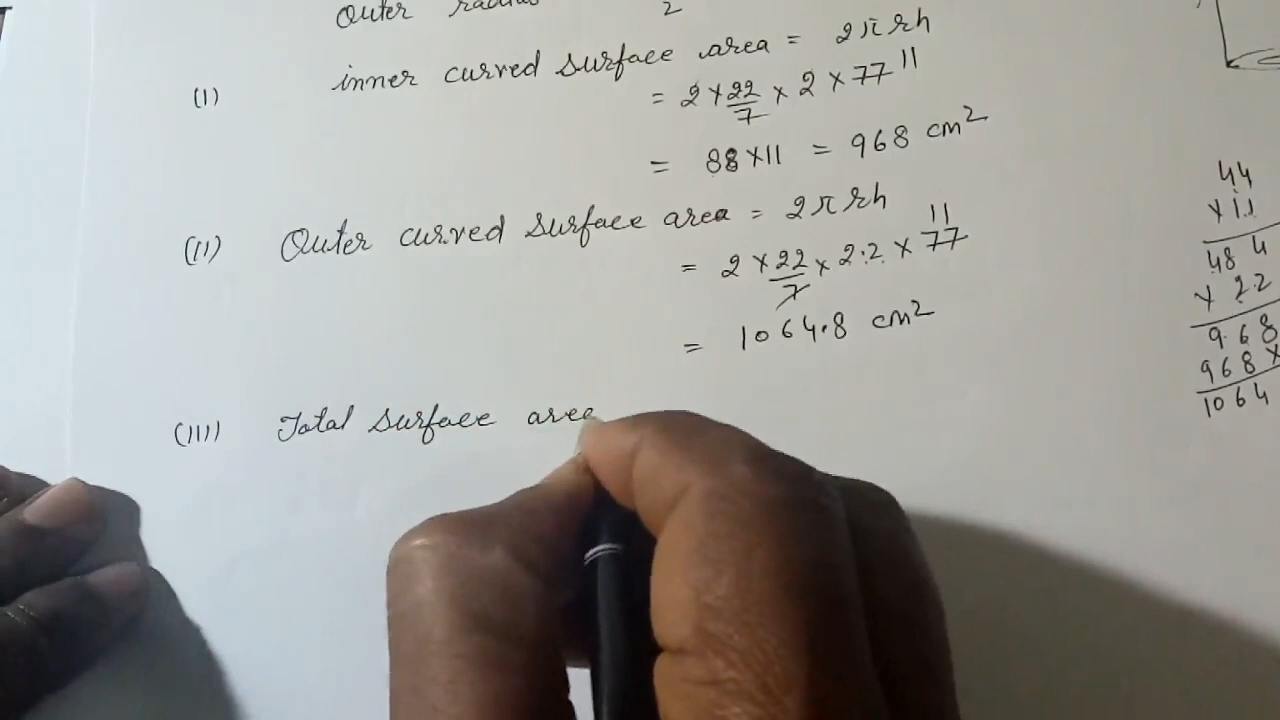 Outer radius 2
(I) inner curved surface area = 2πrh
= 2 × 22/7 × 2 × 77 11
= 88 × 11 = 968 cm²
(II) Outer curved surface area = 2πrh
= 2 × 22/7 × 2.2 × 77 11
= 1064.8 cm²
(III) Total surface area
44
× 11
484
× 22
968
968×
1064